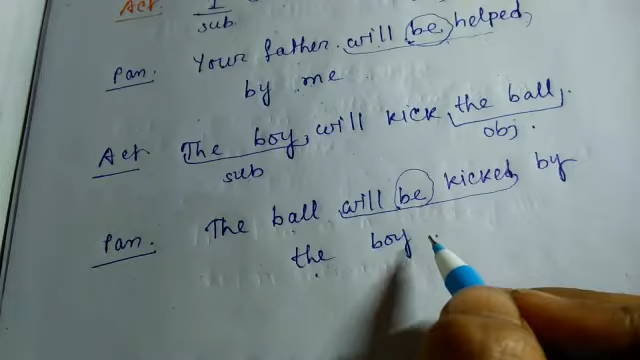 Act. I
sub
Pan. Your father will be helped,
by me
Act The boy, will kick, the ball,.
sub obj.
Pan. The ball will be kicked, by
the boy.